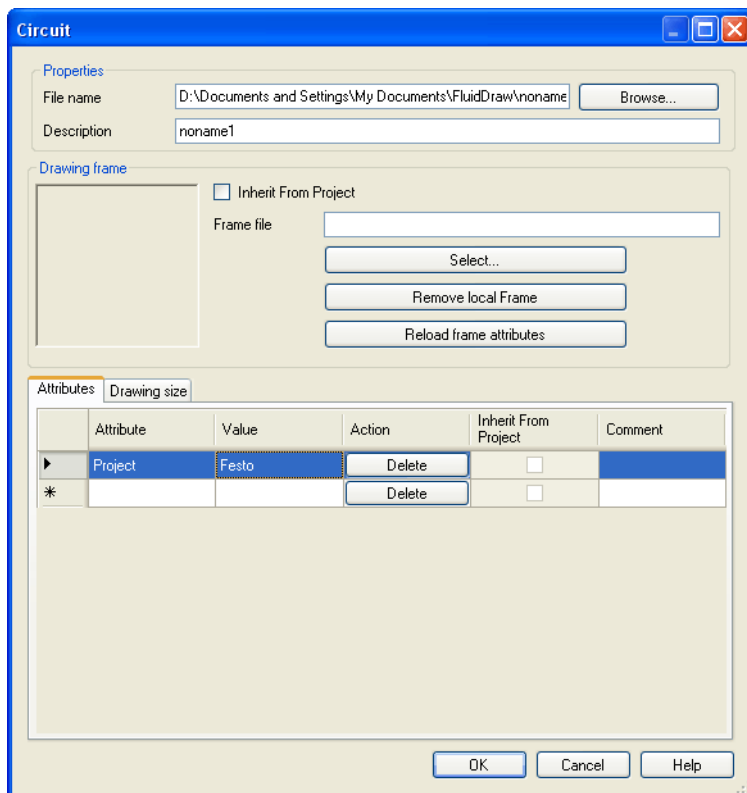 Circuit
Properties
File name D:\Documents and Settings\My Documents\FluidDraw\noname Browse...
Description noname1
Drawing frame
Inherit From Project
Frame file
Select...
Remove local Frame
Reload frame attributes
Attributes Drawing size
Attribute Value Action Inherit From Project Comment
Project Festo Delete
Delete
OK Cancel Help